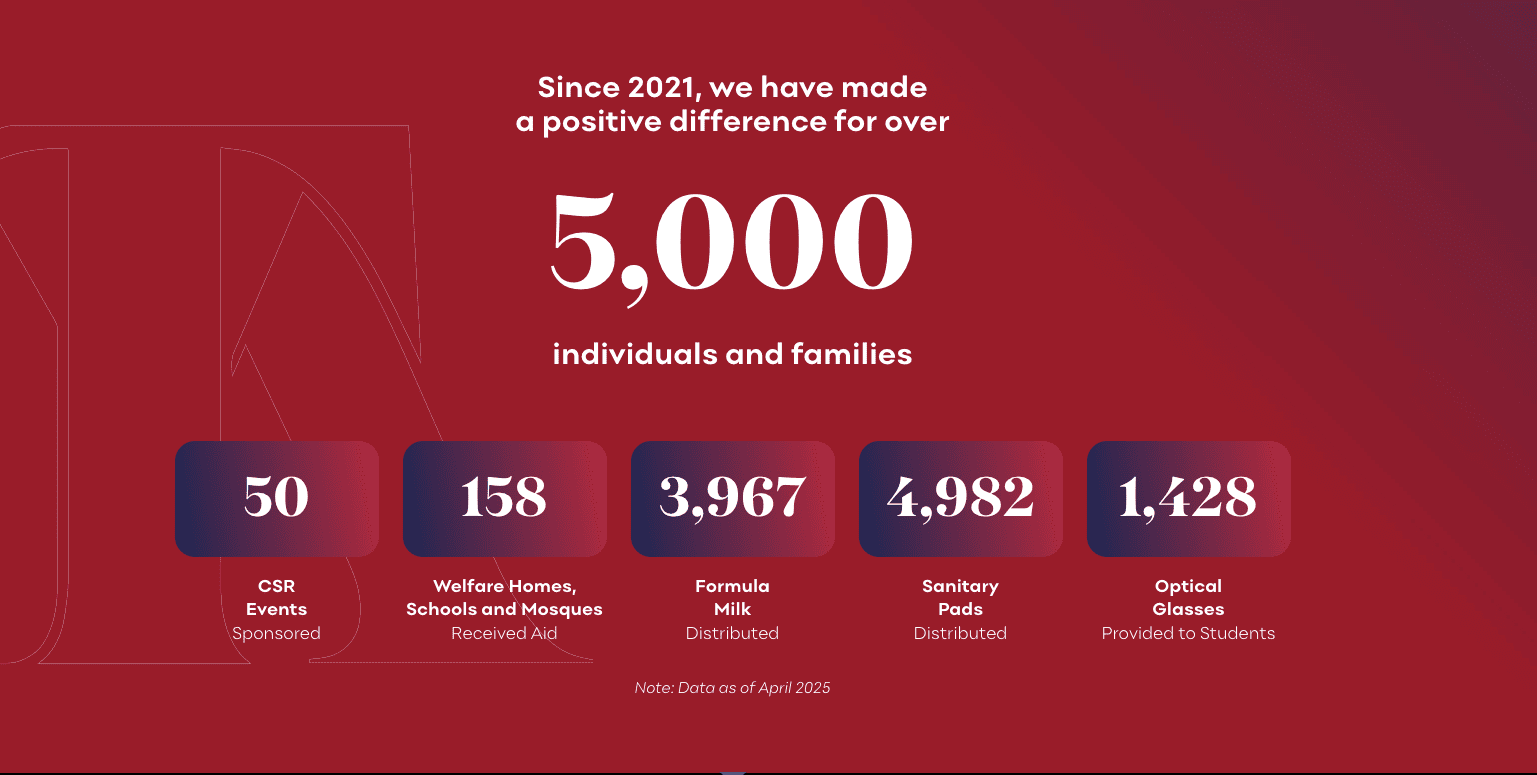 Since 2021, we have made
a positive difference for over
5,000
individuals and families
50
CSR
Events
Sponsored
158
Welfare Homes,
Schools and Mosques
Received Aid
3,967
Formula
Milk
Distributed
4,982
Sanitary
Pads
Distributed
1,428
Optical
Glasses
Provided to Students
Note: Data as of April 2025